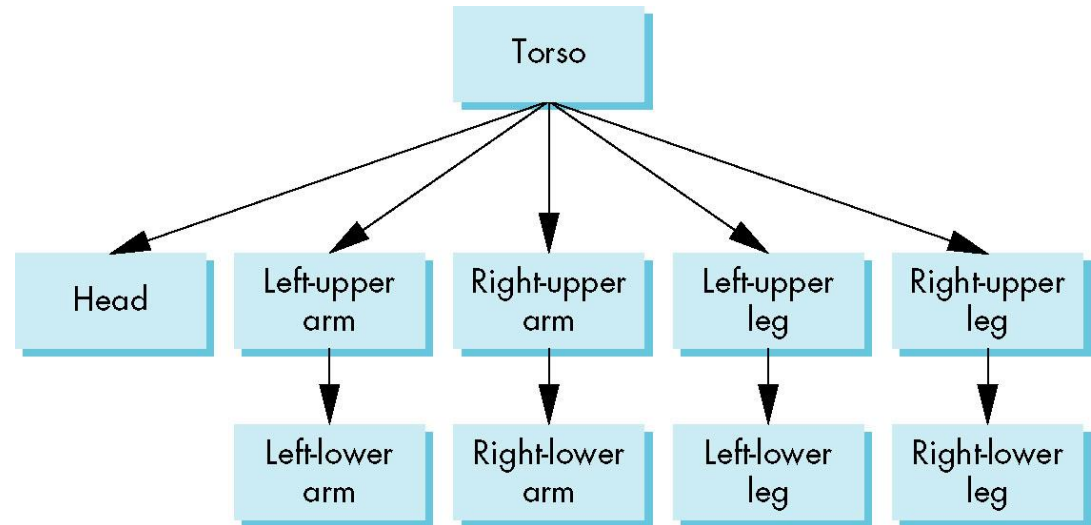 Torso
Head
Left-upper
arm
Right-upper
arm
Left-upper
leg
Right-upper
leg
Left-lower
arm
Right-lower
arm
Left-lower
leg
Right-lower
leg